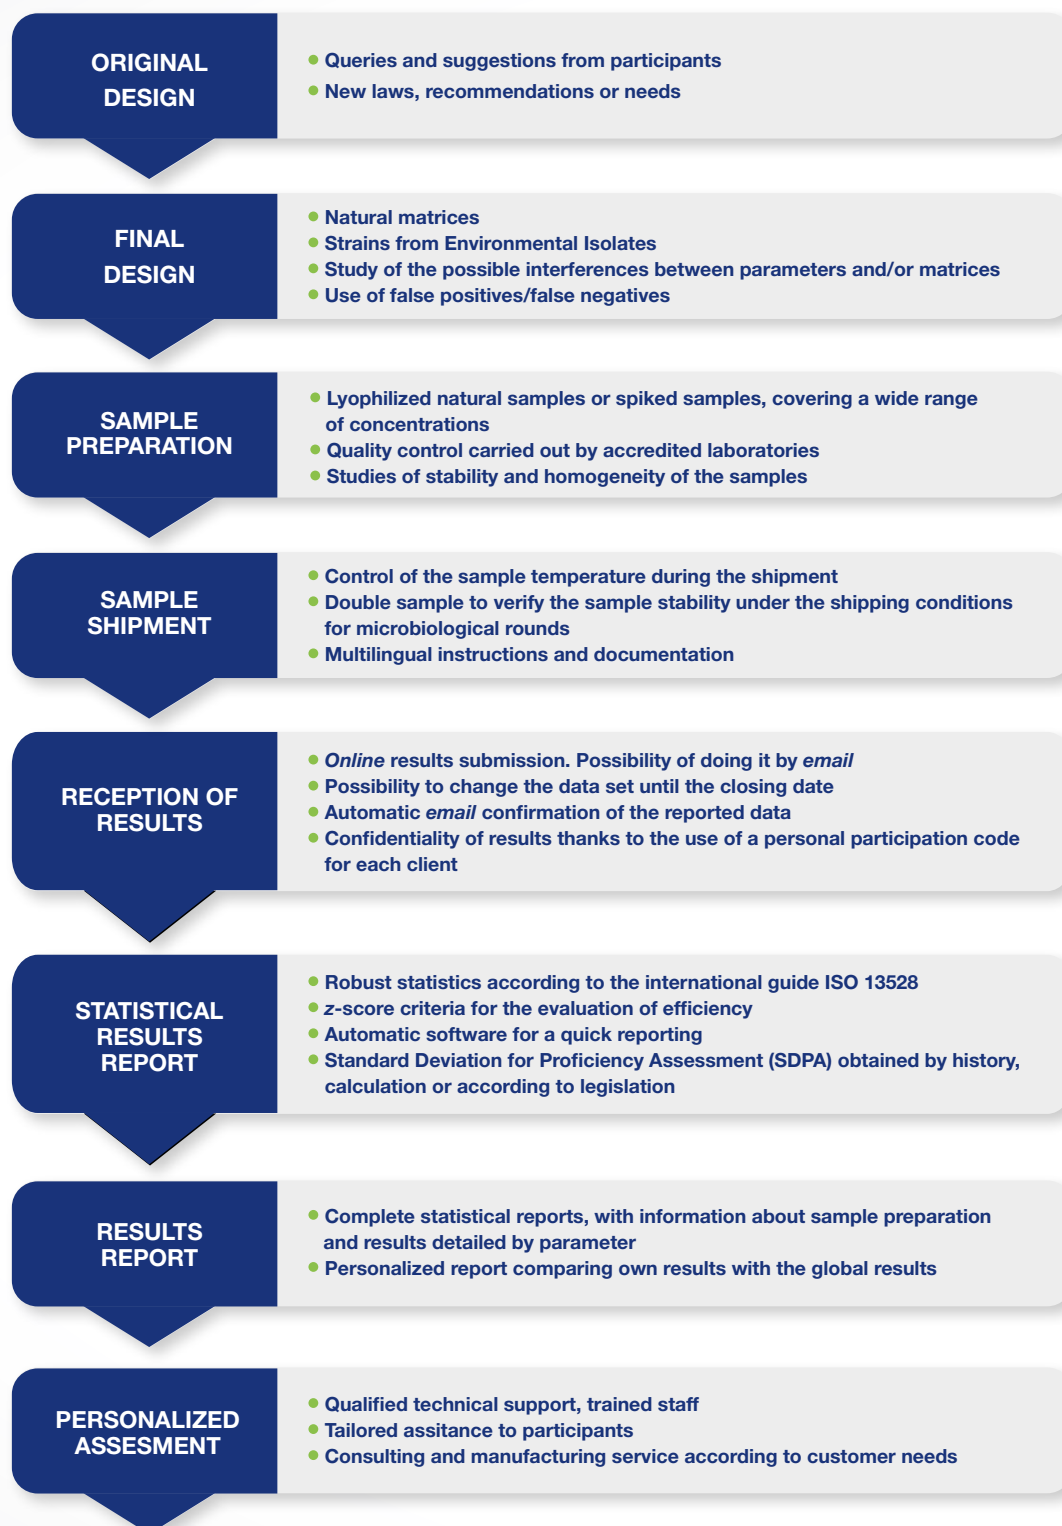 ORIGINAL
DESIGN
● Queries and suggestions from participants
● New laws, recommendations or needs
FINAL
DESIGN
● Natural matrices
● Strains from Environmental Isolates
● Study of the possible interferences between parameters and/or matrices
● Use of false positives/false negatives
SAMPLE
PREPARATION
● Lyophilized natural samples or spiked samples, covering a wide range
of concentrations
● Quality control carried out by accredited laboratories
● Studies of stability and homogeneity of the samples
SAMPLE
SHIPMENT
● Control of the sample temperature during the shipment
● Double sample to verify the sample stability under the shipping conditions
for microbiological rounds
● Multilingual instructions and documentation
RECEPTION OF
RESULTS
● Online results submission. Possibility of doing it by email
● Possibility to change the data set until the closing date
● Automatic email confirmation of the reported data
● Confidentiality of results thanks to the use of a personal participation code
for each client
STATISTICAL
RESULTS
REPORT
● Robust statistics according to the international guide ISO 13528
● z-score criteria for the evaluation of efficiency
● Automatic software for a quick reporting
● Standard Deviation for Proficiency Assessment (SDPA) obtained by history,
calculation or according to legislation
RESULTS
REPORT
● Complete statistical reports, with information about sample preparation
and results detailed by parameter
● Personalized report comparing own results with the global results
PERSONALIZED
ASSESMENT
● Qualified technical support, trained staff
● Tailored assitance to participants
● Consulting and manufacturing service according to customer needs